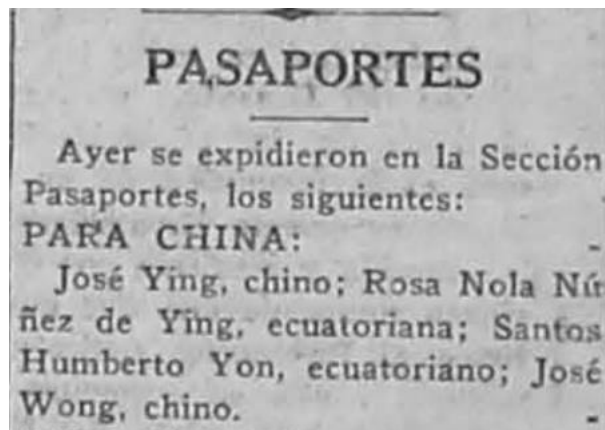 PASAPORTES
Ayer se expidieron en la Sección
Pasaportes, los siguientes:
PARA CHINA:
José Ying, chino; Rosa Nola Nú
ñez de Ying, ecuatoriana; Santos
Humberto Yon, ecuatoriano; José
Wong, chino.